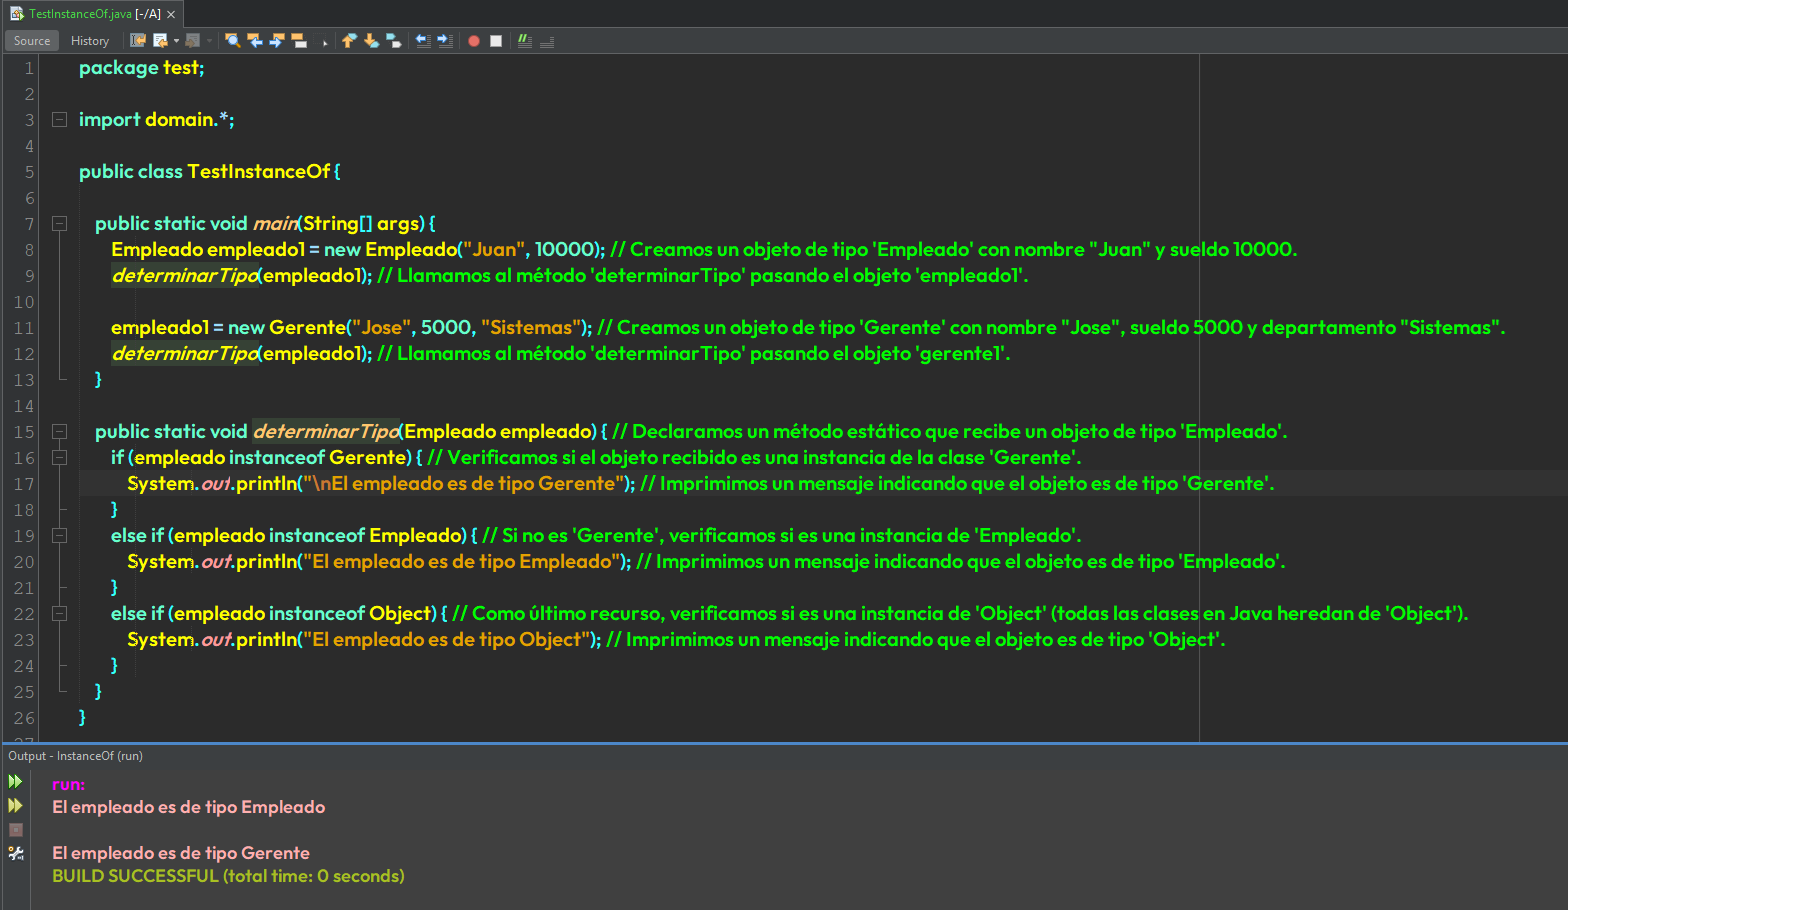 TestInstanceOf.java [-/A]
Source History
1 package test;
2
3 import domain.*;
4
5 public class TestInstanceOf {
6
7 public static void main(String[] args) {
8 Empleado empleado1 = new Empleado("Juan", 10000); // Creamos un objeto de tipo 'Empleado' con nombre "Juan" y sueldo 10000.
9 determinarTipo(empleado1); // Llamamos al método 'determinarTipo' pasando el objeto 'empleado1'.
10
11 empleado1 = new Gerente("Jose", 5000, "Sistemas"); // Creamos un objeto de tipo 'Gerente' con nombre "Jose", sueldo 5000 y departamento "Sistemas".
12 determinarTipo(empleado1); // Llamamos al método 'determinarTipo' pasando el objeto 'gerente1'.
13 }
14
15 public static void determinarTipo(Empleado empleado) { // Declaramos un método estático que recibe un objeto de tipo 'Empleado'.
16 if (empleado instanceof Gerente) { // Verificamos si el objeto recibido es una instancia de la clase 'Gerente'.
17 System.out.println("\nEl empleado es de tipo Gerente"); // Imprimimos un mensaje indicando que el objeto es de tipo 'Gerente'.
18 }
19 else if (empleado instanceof Empleado) { // Si no es 'Gerente', verificamos si es una instancia de 'Empleado'.
20 System.out.println("El empleado es de tipo Empleado"); // Imprimimos un mensaje indicando que el objeto es de tipo 'Empleado'.
21 }
22 else if (empleado instanceof Object) { // Como último recurso, verificamos si es una instancia de 'Object' (todas las clases en Java heredan de 'Object').
23 System.out.println("El empleado es de tipo Object"); // Imprimimos un mensaje indicando que el objeto es de tipo 'Object'.
24 }
25 }
26 }
27
Output - InstanceOf (run)
run:
El empleado es de tipo Empleado
El empleado es de tipo Gerente
BUILD SUCCESSFUL (total time: 0 seconds)